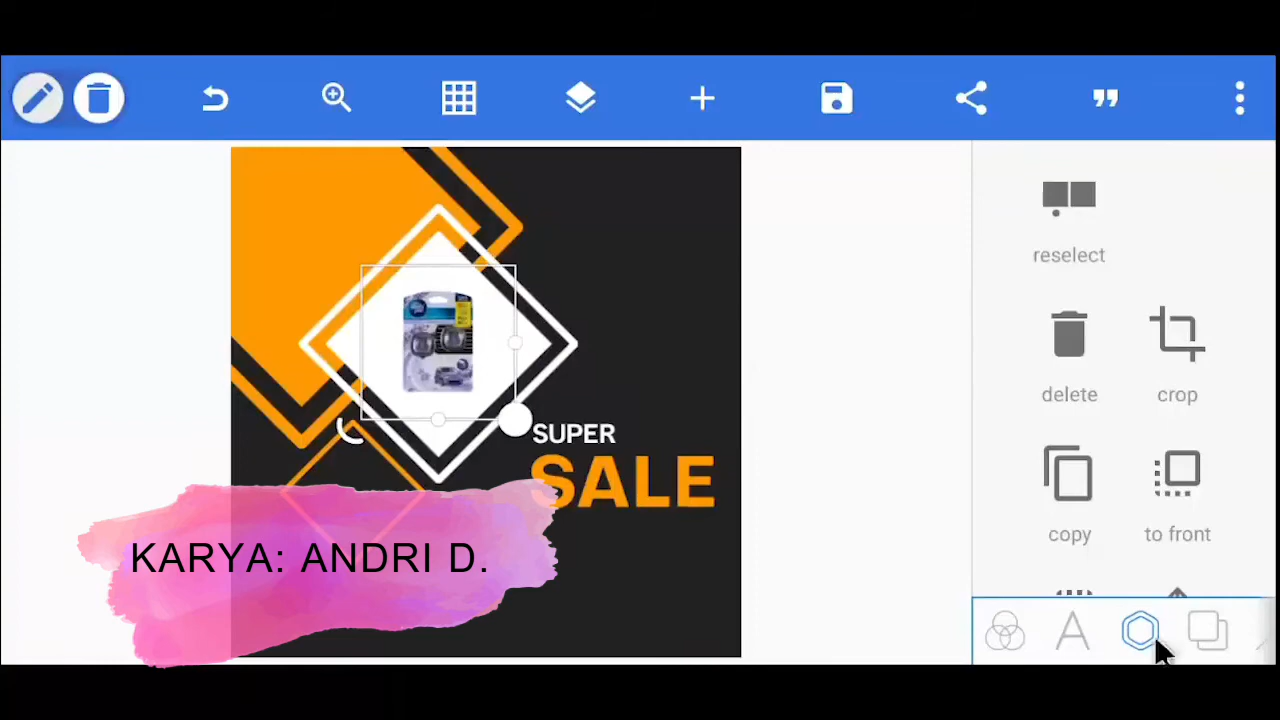 reselect
delete
crop
SUPER
SALE
copy
to front
KARYA: ANDRI D.